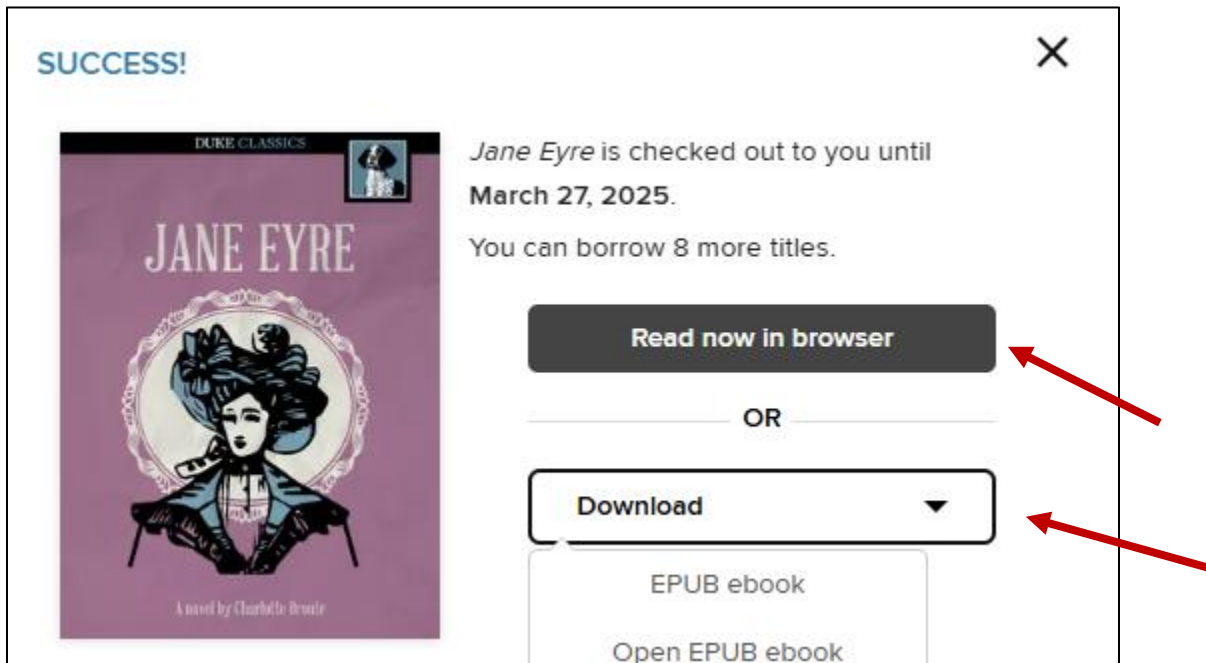 SUCCESS!
DUKE CLASSICS
JANE EYRE
A novel by Charlotte Bronte
Jane Eyre is checked out to you until
March 27, 2025.
You can borrow 8 more titles.
Read now in browser
OR
Download
EPUB ebook
Open EPUB ebook